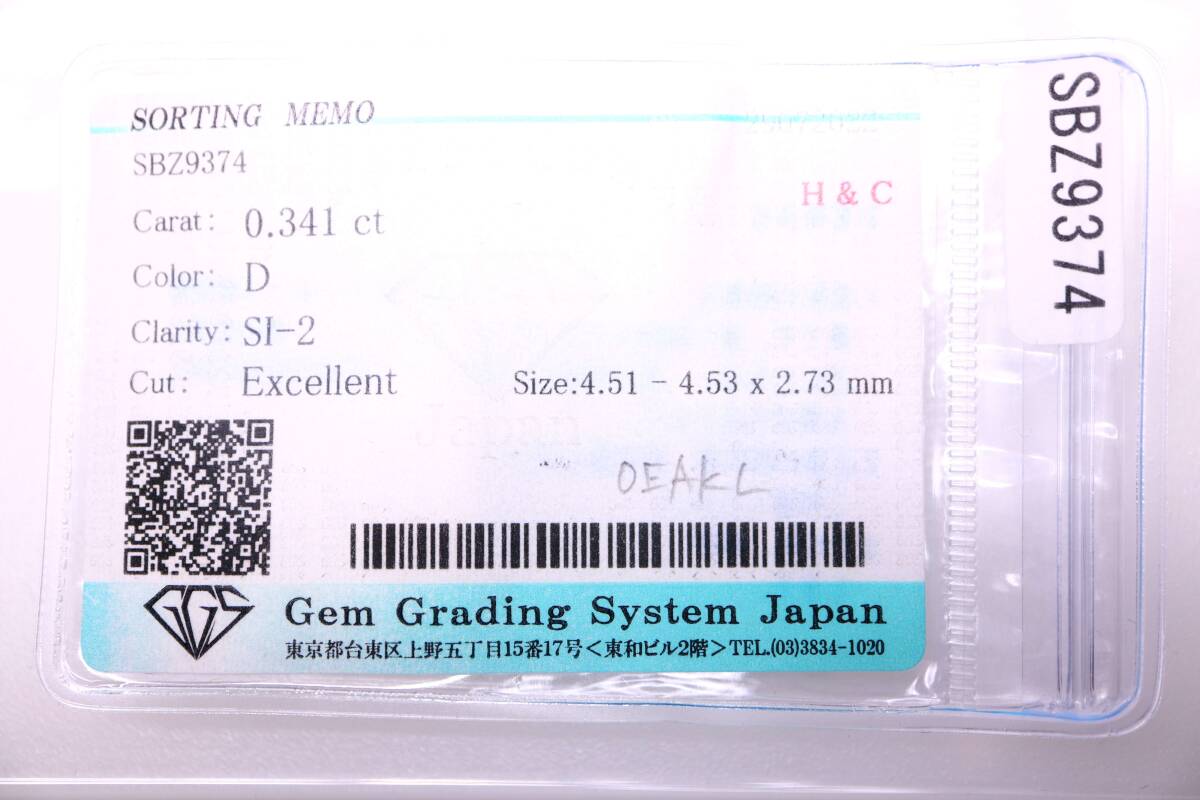 SORTING MEMO
SBZ9374
H & C
Carat: 0.341 ct
Color: D
Clarity: SI-2
Cut: Excellent
Size:4.51 - 4.53 x 2.73 mm
OEAKL
GGS
Gem Grading System Japan
東京都台東区上野五丁目15番17号<東和ビル2階>TEL.(03)3834-1020
SBZ9374